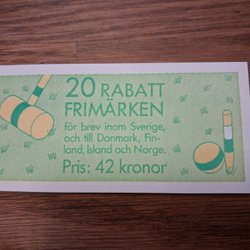 20 RABATT
FRIMÄRKEN
för brev inom Sverige,
och till Danmark, Fin-
land, Island och Norge.
Pris: 42 kronor